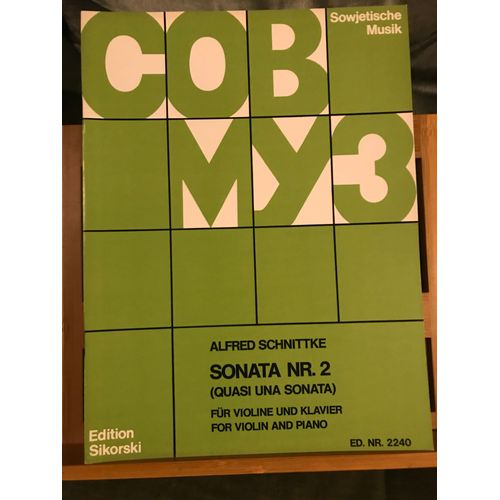 СОВ
Sowjetische
Musik
МУЗ
ALFRED SCHNITTKE
SONATA NR. 2
(QUASI UNA SONATA)
FÜR VIOLINE UND KLAVIER
FOR VIOLIN AND PIANO
Edition
Sikorski
ED. NR. 2240